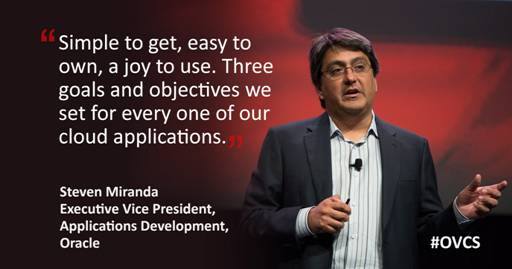 “Simple to get, easy to
own, a joy to use. Three
goals and objectives we
set for every one of our
cloud applications.”
Steven Miranda
Executive Vice President,
Applications Development,
Oracle
#OVCS